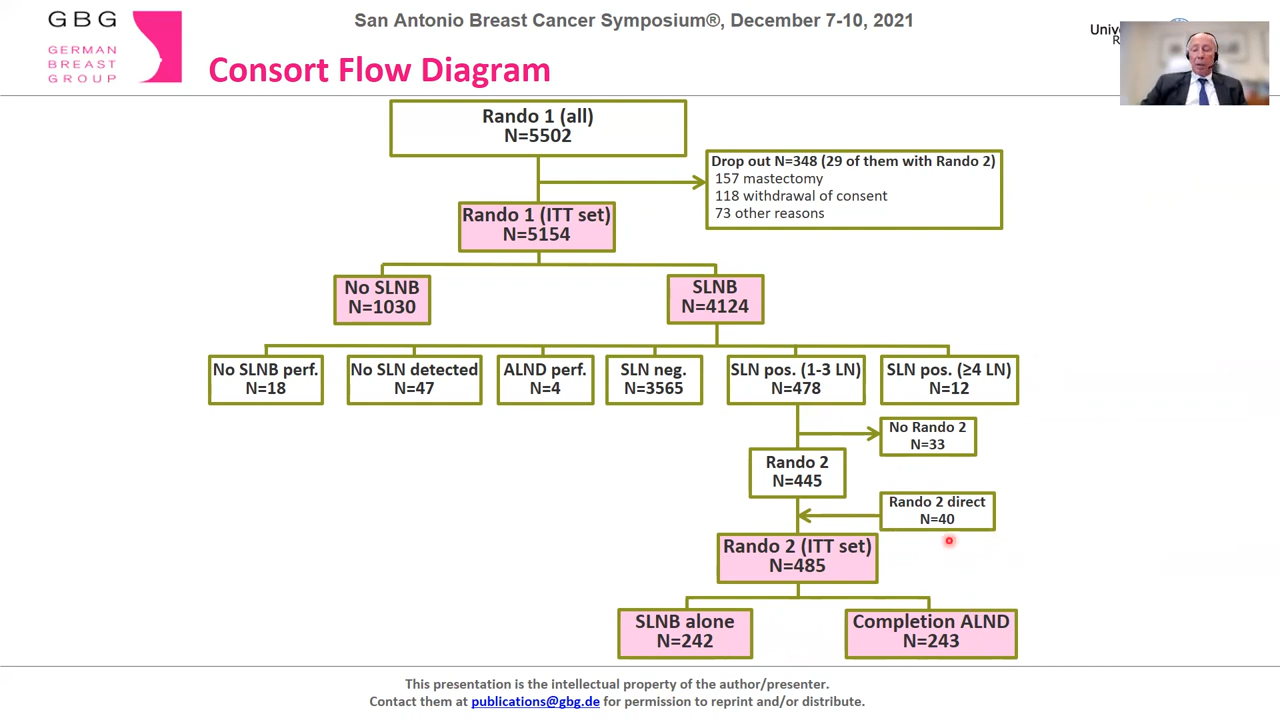 GBG
GERMAN
BREAST
GROUP
San Antonio Breast Cancer Symposium®, December 7-10, 2021
Consort Flow Diagram
Rando 1 (all)
N=5502
Drop out N=348 (29 of them with Rando 2)
157 mastectomy
118 withdrawal of consent
73 other reasons
Rando 1 (ITT set)
N=5154
No SLNB
N=1030
SLNB
N=4124
No SLNB perf.
N=18
No SLN detected
N=47
ALND perf.
N=4
SLN neg.
N=3565
SLN pos. (1-3 LN)
N=478
SLN pos. (≥4 LN)
N=12
No Rando 2
N=33
Rando 2
N=445
Rando 2 direct
N=40
Rando 2 (ITT set)
N=485
SLNB alone
N=242
Completion ALND
N=243
This presentation is the intellectual property of the author/presenter.
Contact them at publications@gbg.de for permission to reprint and/or distribute.